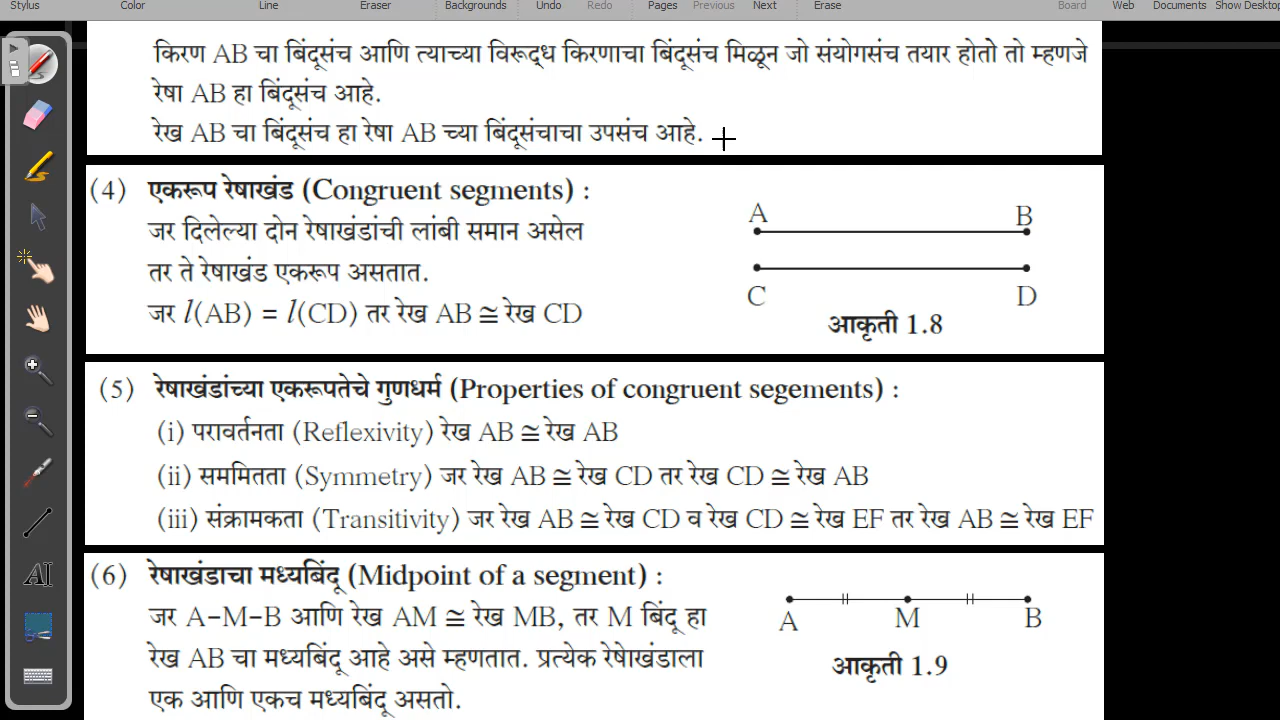 Stylus Color Line Eraser Backgrounds Undo Redo Pages Previous Next Erase Board Web Documents Show
किरण AB चा बिंदूसंच आणि त्याच्या विरूद्ध किरणाचा बिंदूसंच मिळून जो संयोगसंच तयार होतो तो म्हणजे
रेषा AB हा बिंदूसंच आहे.
रेख AB चा बिंदूसंच हा रेषा AB च्या बिंदूसंचाचा उपसंच आहे.
(4) एकरूप रेषाखंड (Congruent segments) :
जर दिलेल्या दोन रेषाखंडांची लांबी समान असेल
तर ते रेषाखंड एकरूप असतात.
जर l(AB) = l(CD) तर रेख AB ≅ रेख CD
A B
C D
आकृती 1.8
(5) रेषाखंडांच्या एकरूपतेचे गुणधर्म (Properties of congruent segements) :
(i) परावर्तनता (Reflexivity) रेख AB ≅ रेख AB
(ii) सममितता (Symmetry) जर रेख AB ≅ रेख CD तर रेख CD ≅ रेख AB
(iii) संक्रामकता (Transitivity) जर रेख AB ≅ रेख CD व रेख CD ≅ रेख EF तर रेख AB ≅ रेख EF
(6) रेषाखंडाचा मध्यबिंदू (Midpoint of a segment) :
जर A-M-B आणि रेख AM ≅ रेख MB, तर M बिंदू हा
रेख AB चा मध्यबिंदू आहे असे म्हणतात. प्रत्येक रेषेाखंडाला
एक आणि एकच मध्यबिंदू असतो.
A M B
आकृती 1.9
AI